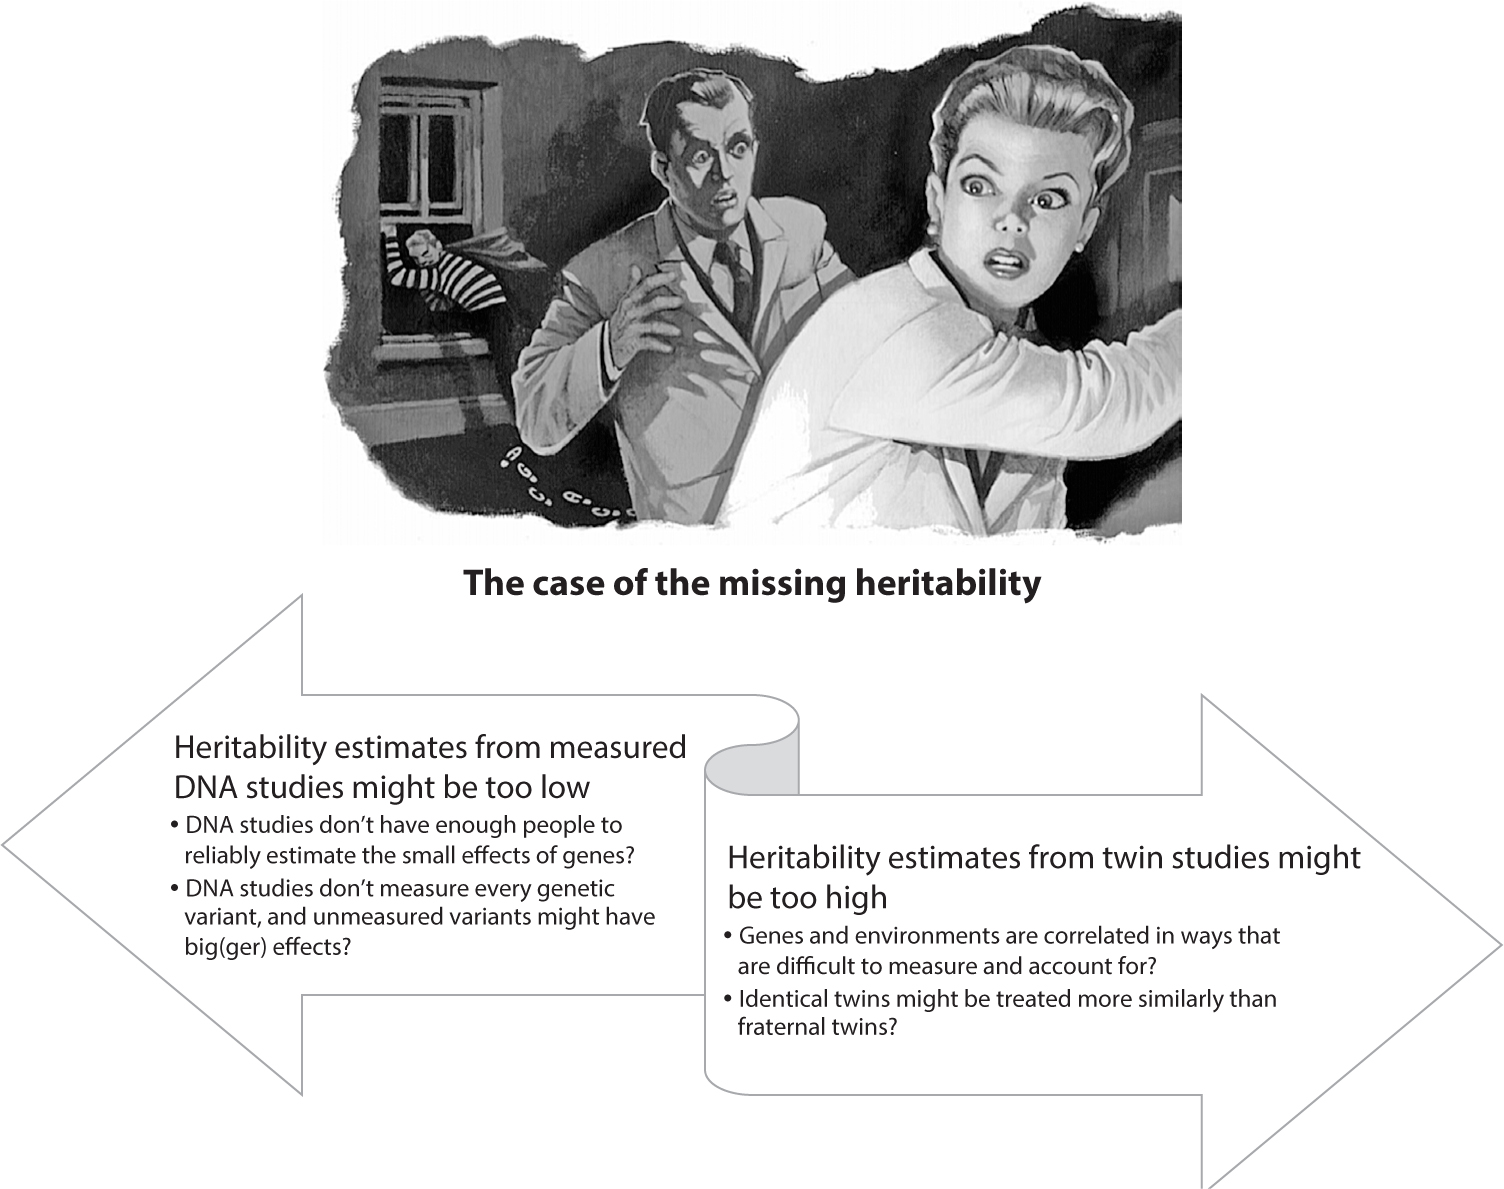 The case of the missing heritability
Heritability estimates from measured
DNA studies might be too low
• DNA studies don’t have enough people to
reliably estimate the small effects of genes?
• DNA studies don’t measure every genetic
variant, and unmeasured variants might have
big(ger) effects?
Heritability estimates from twin studies might
be too high
• Genes and environments are correlated in ways that
are difficult to measure and account for?
• Identical twins might be treated more similarly than
fraternal twins?